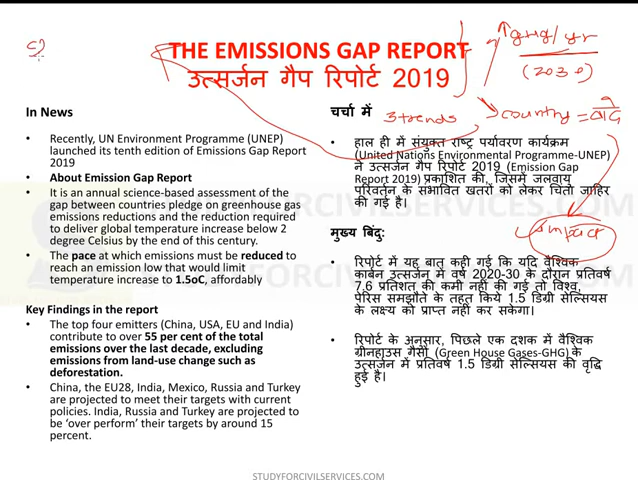 5)
THE EMISSIONS GAP REPORT
उत्सर्जन गैप रिपोर्ट 2019
ghg/yr
(2030)
country =
3 trends
Impact
In News
• Recently, UN Environment Programme (UNEP)
launched its tenth edition of Emissions Gap Report
2019
• About Emission Gap Report
• It is an annual science-based assessment of the
gap between countries pledge on greenhouse gas
emissions reductions and the reduction required
to deliver global temperature increase below 2
degree Celsius by the end of this century.
• The pace at which emissions must be reduced to
reach an emission low that would limit
temperature increase to 1.5oC, affordably
Key Findings in the report
• The top four emitters (China, USA, EU and India)
contribute to over 55 per cent of the total
emissions over the last decade, excluding
emissions from land-use change such as
deforestation.
• China, the EU28, India, Mexico, Russia and Turkey
are projected to meet their targets with current
policies. India, Russia and Turkey are projected to
be ‘over perform’ their targets by around 15
percent.
चर्चा में
• हाल ही में संयुक्त राष्ट्र पर्यावरण कार्यक्रम
(United Nations Environmental Programme-UNEP)
ने उत्सर्जन गैप रिपोर्ट 2019 (Emission Gap
Report 2019) प्रकाशित की, जिसमें जलवायु
परिवर्तन के संभावित खतरों को लेकर चिंता जाहिर
की गई है।
मुख्य बिंदु:
• रिपोर्ट में यह बात कही गई कि यदि वैश्विक
कार्बन उत्सर्जन में वर्ष 2020-30 के दौरान प्रतिवर्ष
7.6 प्रतिशत की कमी नहीं की गई तो विश्व,
पेरिस समझौते के तहत किये 1.5 डिग्री सेल्सियस
के लक्ष्य को प्राप्त नहीं कर सकेगा।
• रिपोर्ट के अनुसार, पिछले एक दशक में वैश्विक
ग्रीनहाउस गैसों (Green House Gases-GHG) के
उत्सर्जन में प्रतिवर्ष 1.5 डिग्री सेल्सियस की वृद्धि
हुई है।
STUDYFORCIVILSERVICES.COM